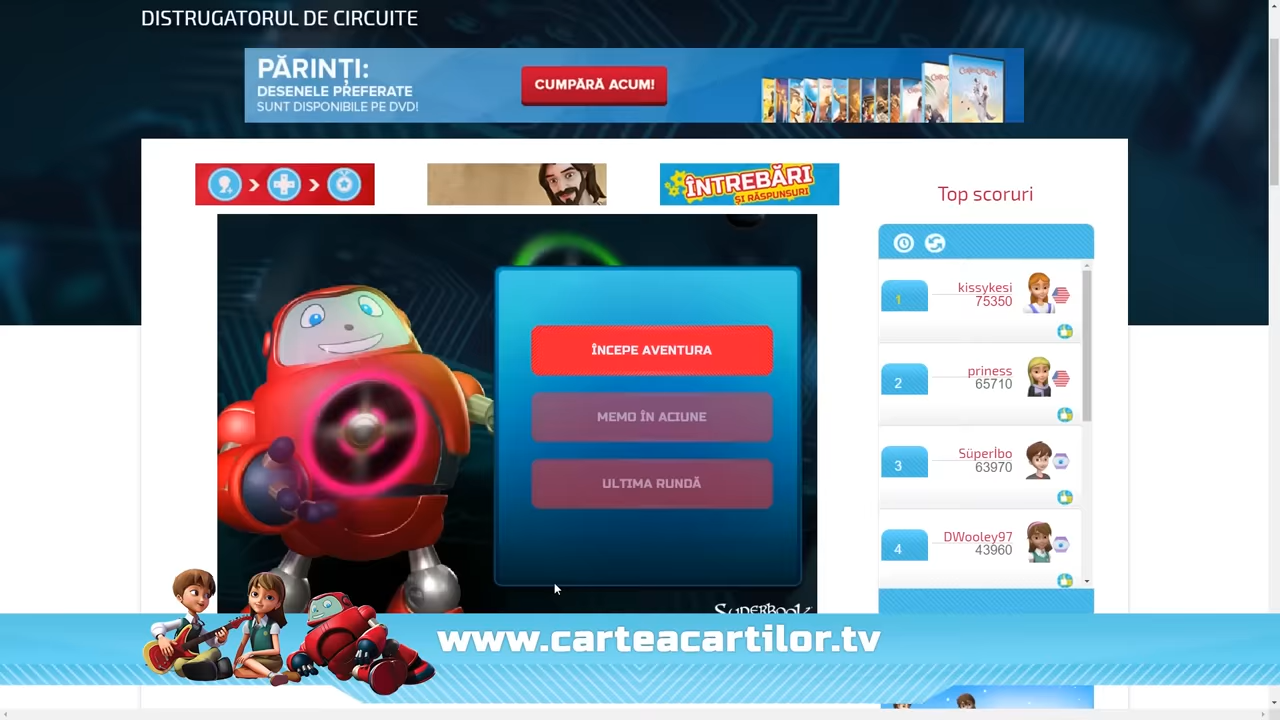 DISTRUGATORUL DE CIRCUITE
PĂRINȚI:
DESENELE PREFERATE
SUNT DISPONIBILE PE DVD!
CUMPĂRĂ ACUM!
ÎNTREBĂRI
ȘI RĂSPUNSURI
Top scoruri
ÎNCEPE AVENTURA
MEMO ÎN ACIUNE
ULTIMA RUNDĂ
1
kissykesi
75350
2
priness
65710
3
Süperİbo
63970
4
DWooley97
43960
SUPERBOOK
www.carteacartilor.tv